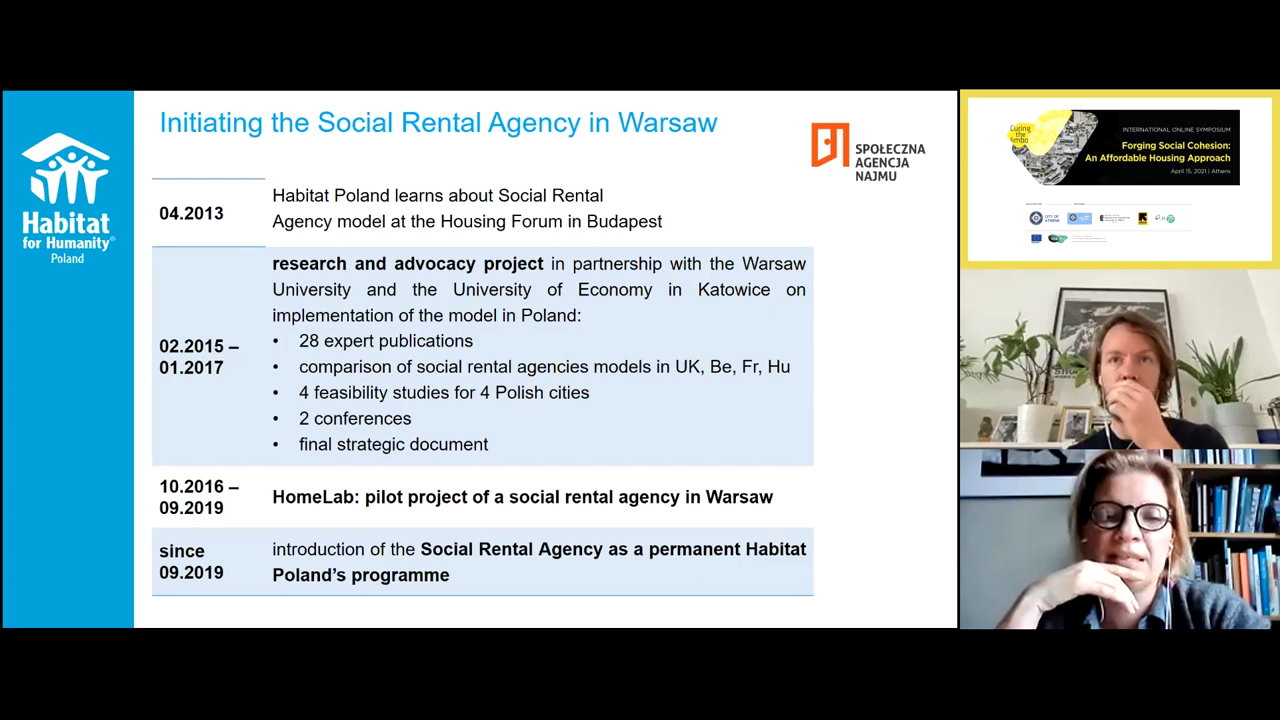 Initiating the Social Rental Agency in Warsaw
Habitat
for Humanity®
Poland
SPOŁECZNA
AGENCJA
NAJMU
04.2013
Habitat Poland learns about Social Rental
Agency model at the Housing Forum in Budapest
02.2015 –
01.2017
research and advocacy project in partnership with the Warsaw
University and the University of Economy in Katowice on
implementation of the model in Poland:
• 28 expert publications
• comparison of social rental agencies models in UK, Be, Fr, Hu
• 4 feasibility studies for 4 Polish cities
• 2 conferences
• final strategic document
10.2016 –
09.2019
HomeLab: pilot project of a social rental agency in Warsaw
since
09.2019
introduction of the Social Rental Agency as a permanent Habitat
Poland's programme
Curing
the
limbo
INTERNATIONAL ONLINE SYMPOSIUM
Forging Social Cohesion:
An Affordable Housing Approach
April 15, 2021 | Athens
CITY OF
ATHENS